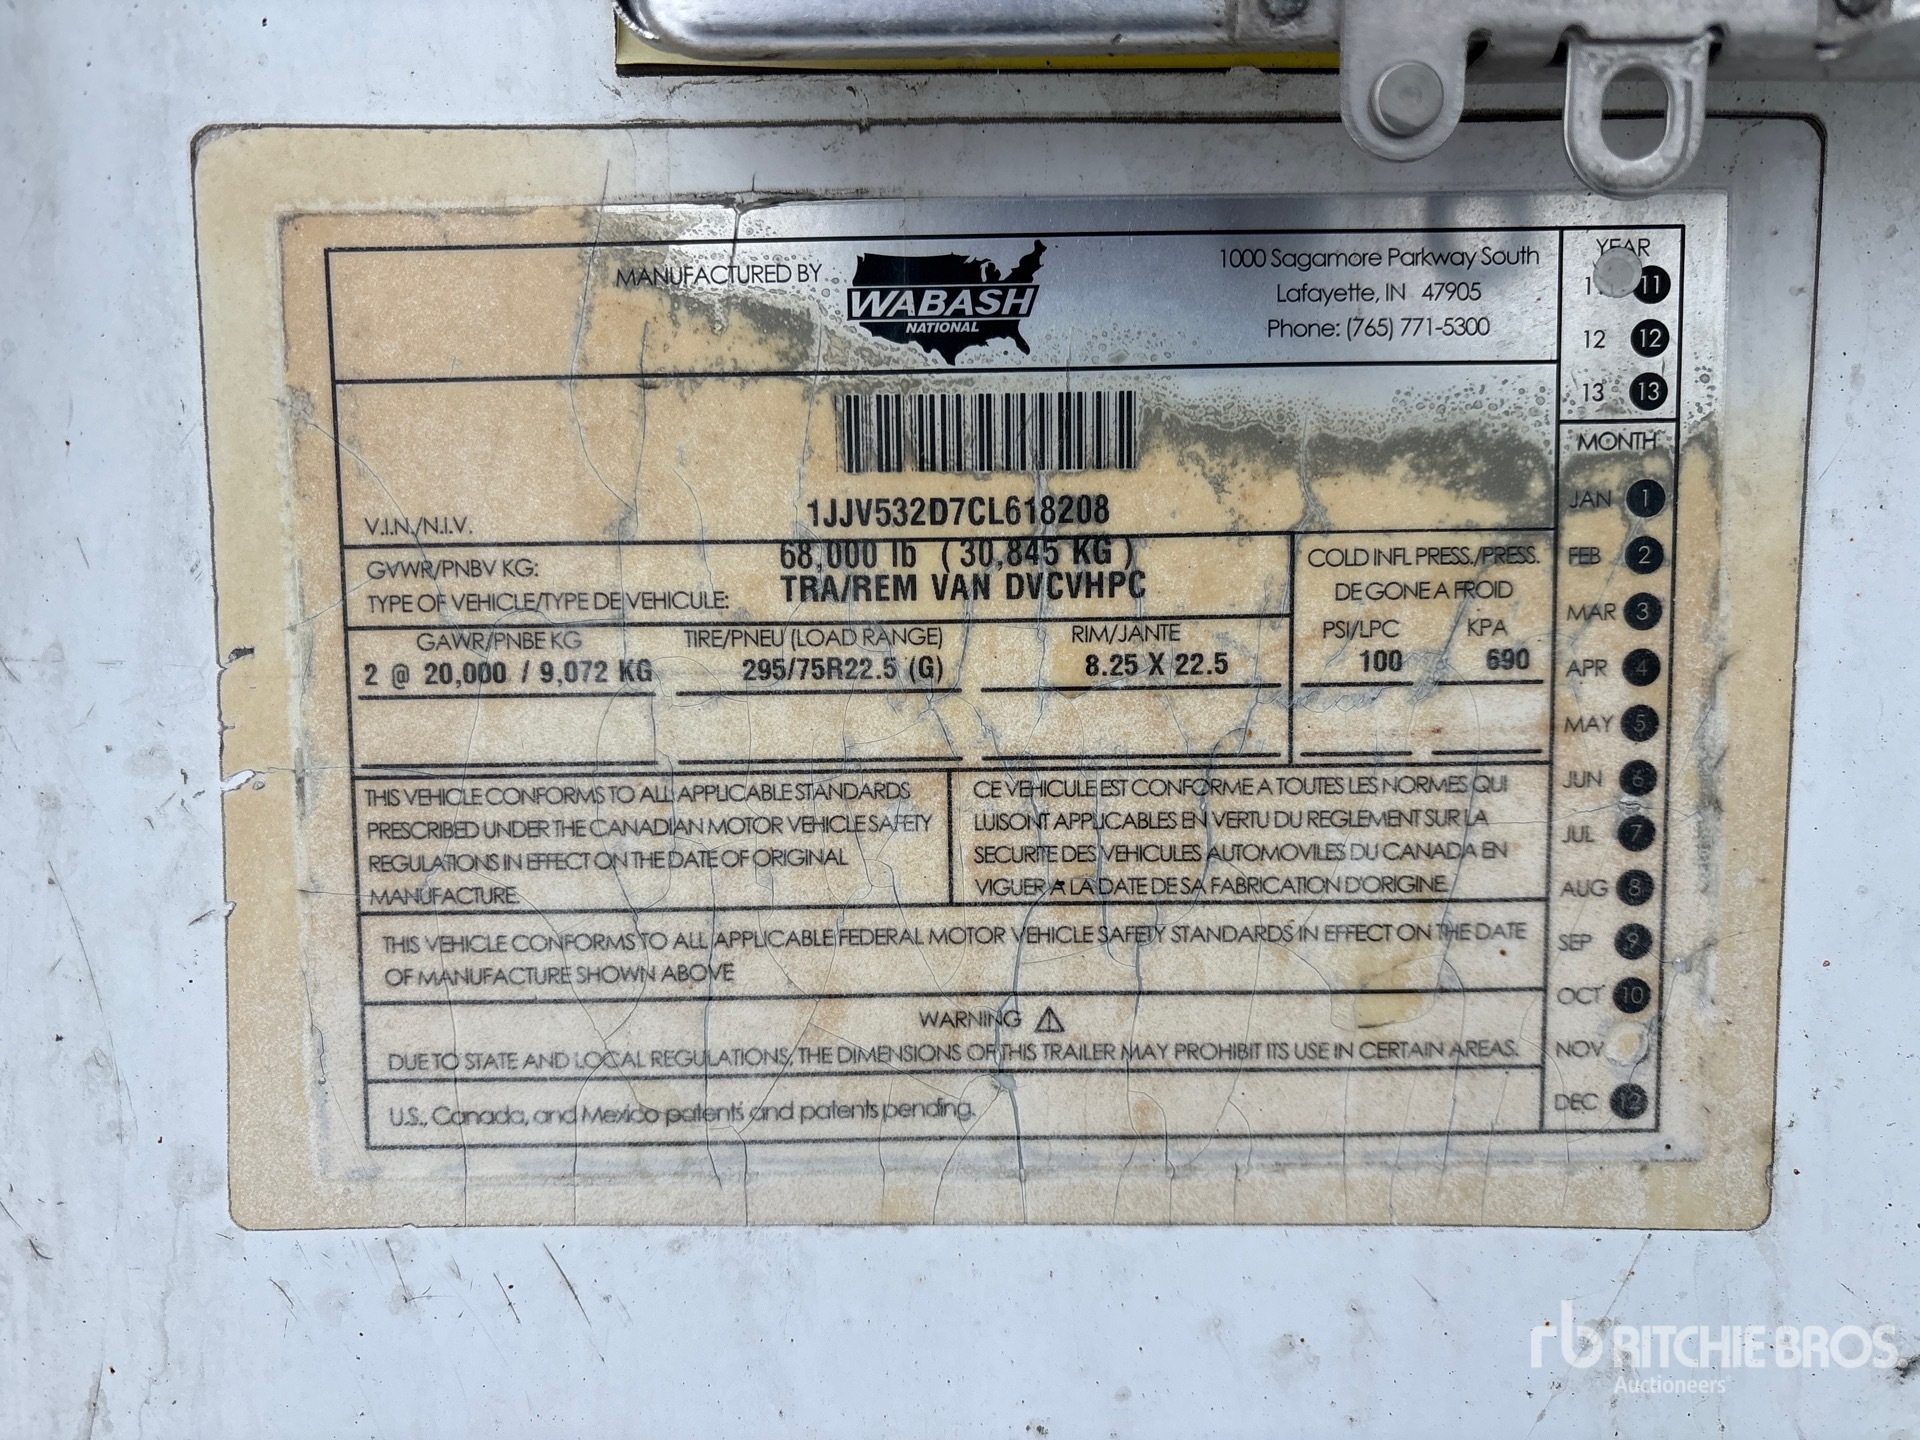 MANUFACTURED BY
WABASH
NATIONAL
1000 Sagamore Parkway South
Lafayette, IN 47905
Phone: (765) 771-5300
YEAR
11
12 12
13 13
V.I.N./N.I.V.
1JJV532D7CL618208
GVWR/PNBV KG:
68,000 lb ( 30,845 KG )
TYPE OF VEHICLE/TYPE DE VEHICULE:
TRA/REM VAN DVCVHPC
COLD INFL PRESS./PRESS.
DE GONE A FROID
GAWR/PNBE KG TIRE/PNEU (LOAD RANGE) RIM/JANTE PSI/LPC KPA
2 @ 20,000 / 9,072 KG 295/75R22.5 (G) 8.25 X 22.5 100 690
THIS VEHICLE CONFORMS TO ALL APPLICABLE STANDARDS
PRESCRIBED UNDER THE CANADIAN MOTOR VEHICLE SAFETY
REGULATIONS IN EFFECT ON THE DATE OF ORIGINAL
MANUFACTURE.
CE VEHICULE EST CONFORME A TOUTES LES NORMES QUI
LUI SONT APPLICABLES EN VERTU DU REGLEMENT SUR LA
SECURITE DES VEHICULES AUTOMOVILES DU CANADA EN
VIGUER A LA DATE DE SA FABRICATION D'ORIGINE.
THIS VEHICLE CONFORMS TO ALL APPLICABLE FEDERAL MOTOR VEHICLE SAFETY STANDARDS IN EFFECT ON THE DATE
OF MANUFACTURE SHOWN ABOVE
WARNING
DUE TO STATE AND LOCAL REGULATIONS, THE DIMENSIONS OF THIS TRAILER MAY PROHIBIT ITS USE IN CERTAIN AREAS.
U.S., Canada, and Mexico patents and patents pending.
MONTH
JAN 1
FEB 2
MAR 3
APR 4
MAY 5
JUN 6
JUL 7
AUG 8
SEP 9
OCT 10
NOV
DEC 12
rb RITCHIE BROS
Auctioneers